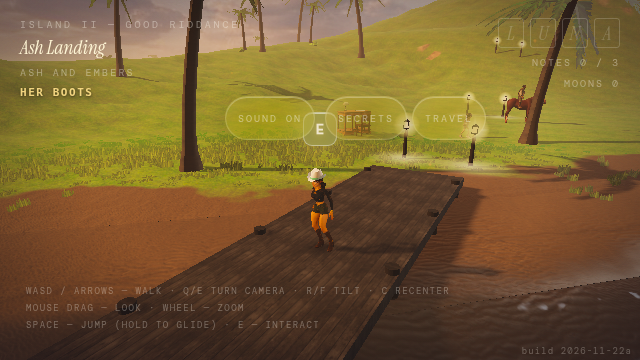 ISLAND II — GOOD RIDDANCE
Ash Landing
ASH AND EMBERS
HER BOOTS
LUNA
NOTES 0 / 3
MOONS 0
SOUND ON
SECRETS
TRAVEL
E
WASD / ARROWS — WALK · Q/E TURN CAMERA · R/F TILT · C RECENTER
MOUSE DRAG — LOOK · WHEEL — ZOOM
SPACE — JUMP (HOLD TO GLIDE) · E — INTERACT
build 2026-11-22a